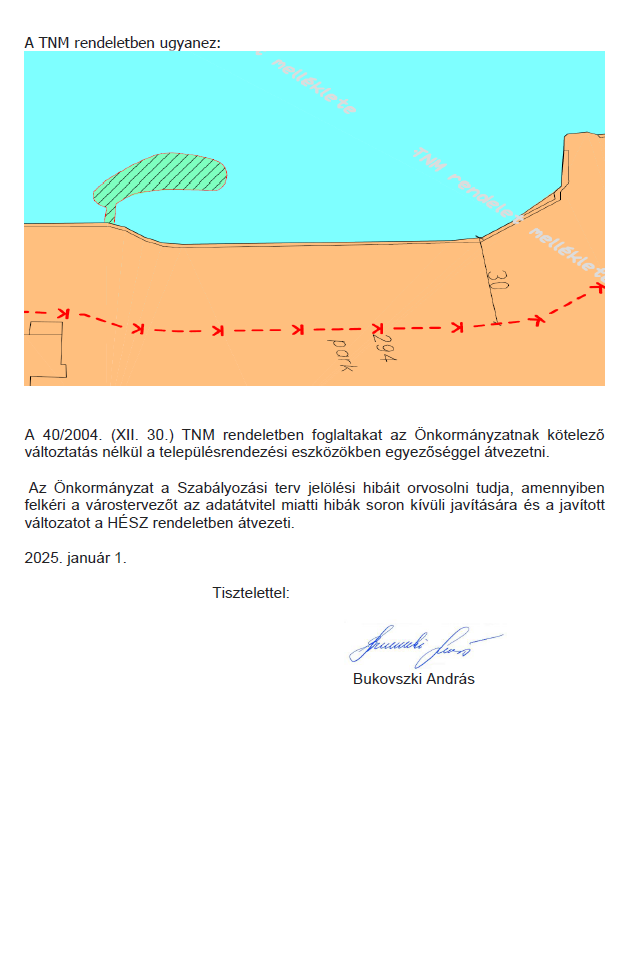 A TNM rendeletben ugyanez:
melléklete
TNM rendelet melléklete
30
294
park
A 40/2004. (XII. 30.) TNM rendeletben foglaltakat az Önkormányzatnak kötelező
változtatás nélkül a településrendezési eszközökben egyezőséggel átvezetni.
Az Önkormányzat a Szabályozási terv jelölési hibáit orvosolni tudja, amennyiben
felkéri a várostervezőt az adatátvitel miatti hibák soron kívüli javítására és a javított
változatot a HÉSZ rendeletben átvezeti.
2025. január 1.
Tisztelettel:
Bukovszki András